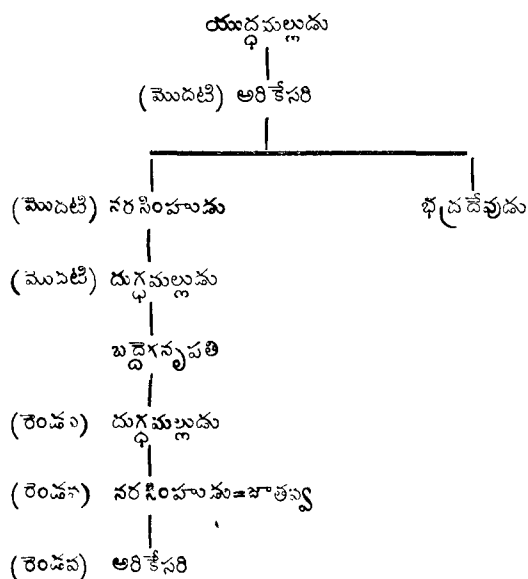 యుద్ధమల్లుడు
(మొదటి) అరికేసరి
(మొదటి) నరసింహుడు భద్రదేవుడు
(మొదటి) దుగ్ధమల్లుడు
బద్దెగనృపతి
(రెండవ) దుగ్ధమల్లుడు
(రెండవ) నరసింహుడు=జాతవ్వ
(రెండవ) అరికేసరి